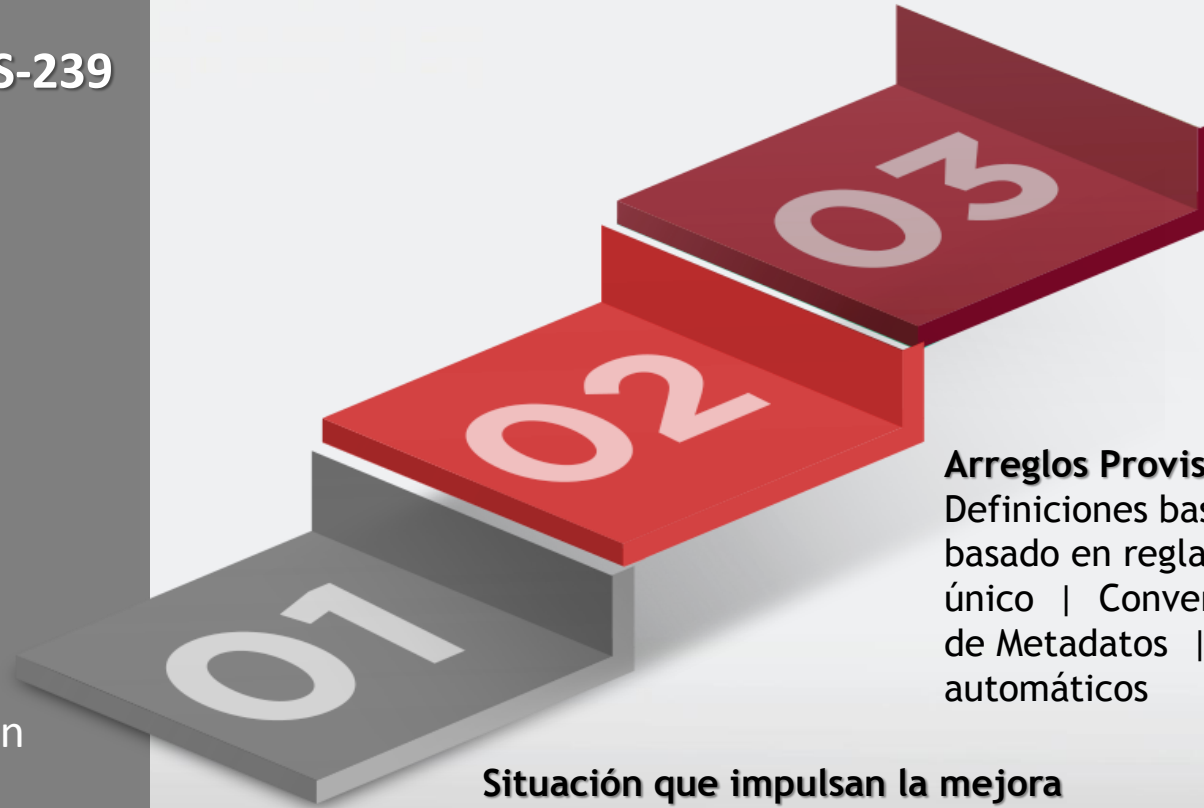 S-239
03
02
01
Arreglos Provis
Definiciones bas
basado en regla
único | Conver
de Metadatos |
automáticos
n
Situación que impulsan la mejora